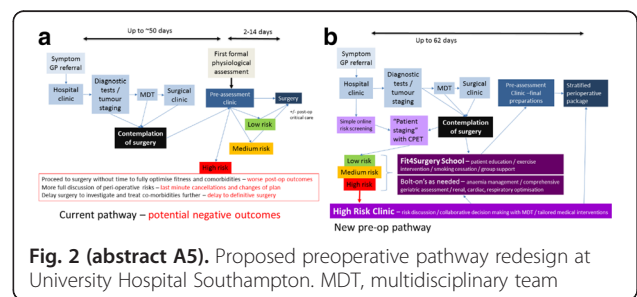 a
Up to ~50 days
2-14 days
Symptom
GP referral
Hospital
clinic
Diagnostic
tests /
tumour
staging
MDT
Surgical
clinic
Contemplation
of surgery
First formal
physiological
assessment
Pre-assessment
clinic
Surgery
+/- post-op
critical care
Low risk
Medium risk
High risk
Proceed to surgery without time to fully optimise fitness and comorbidities – worse post-op outcomes
More full discussion of peri-operative risks – last minute cancellations and changes of plan
Delay surgery to investigate and treat co-morbidities further – delay to definitive surgery
Current pathway – potential negative outcomes
b
Up to 62 days
Symptom
GP referral
Hospital
clinic
Diagnostic
tests /
tumour
staging
MDT
Surgical
clinic
Pre-assessment
Clinic –final
preparations
Stratified
perioperative
package
Simple online
risk screening
"Patient
staging"
with CPET
Contemplation
of surgery
Low risk
Medium risk
High risk
Fit4Surgery School – patient education / exercise
intervention / smoking cessation / group support
Bolt-on's as needed – anaemia management / comprehensive
geriatric assessment / renal, cardiac, respiratory optimisation
High Risk Clinic – risk discussion / collaborative decision making with MDT / tailored medical interventions
New pre-op pathway
Fig. 2 (abstract A5). Proposed preoperative pathway redesign at
University Hospital Southampton. MDT, multidisciplinary team